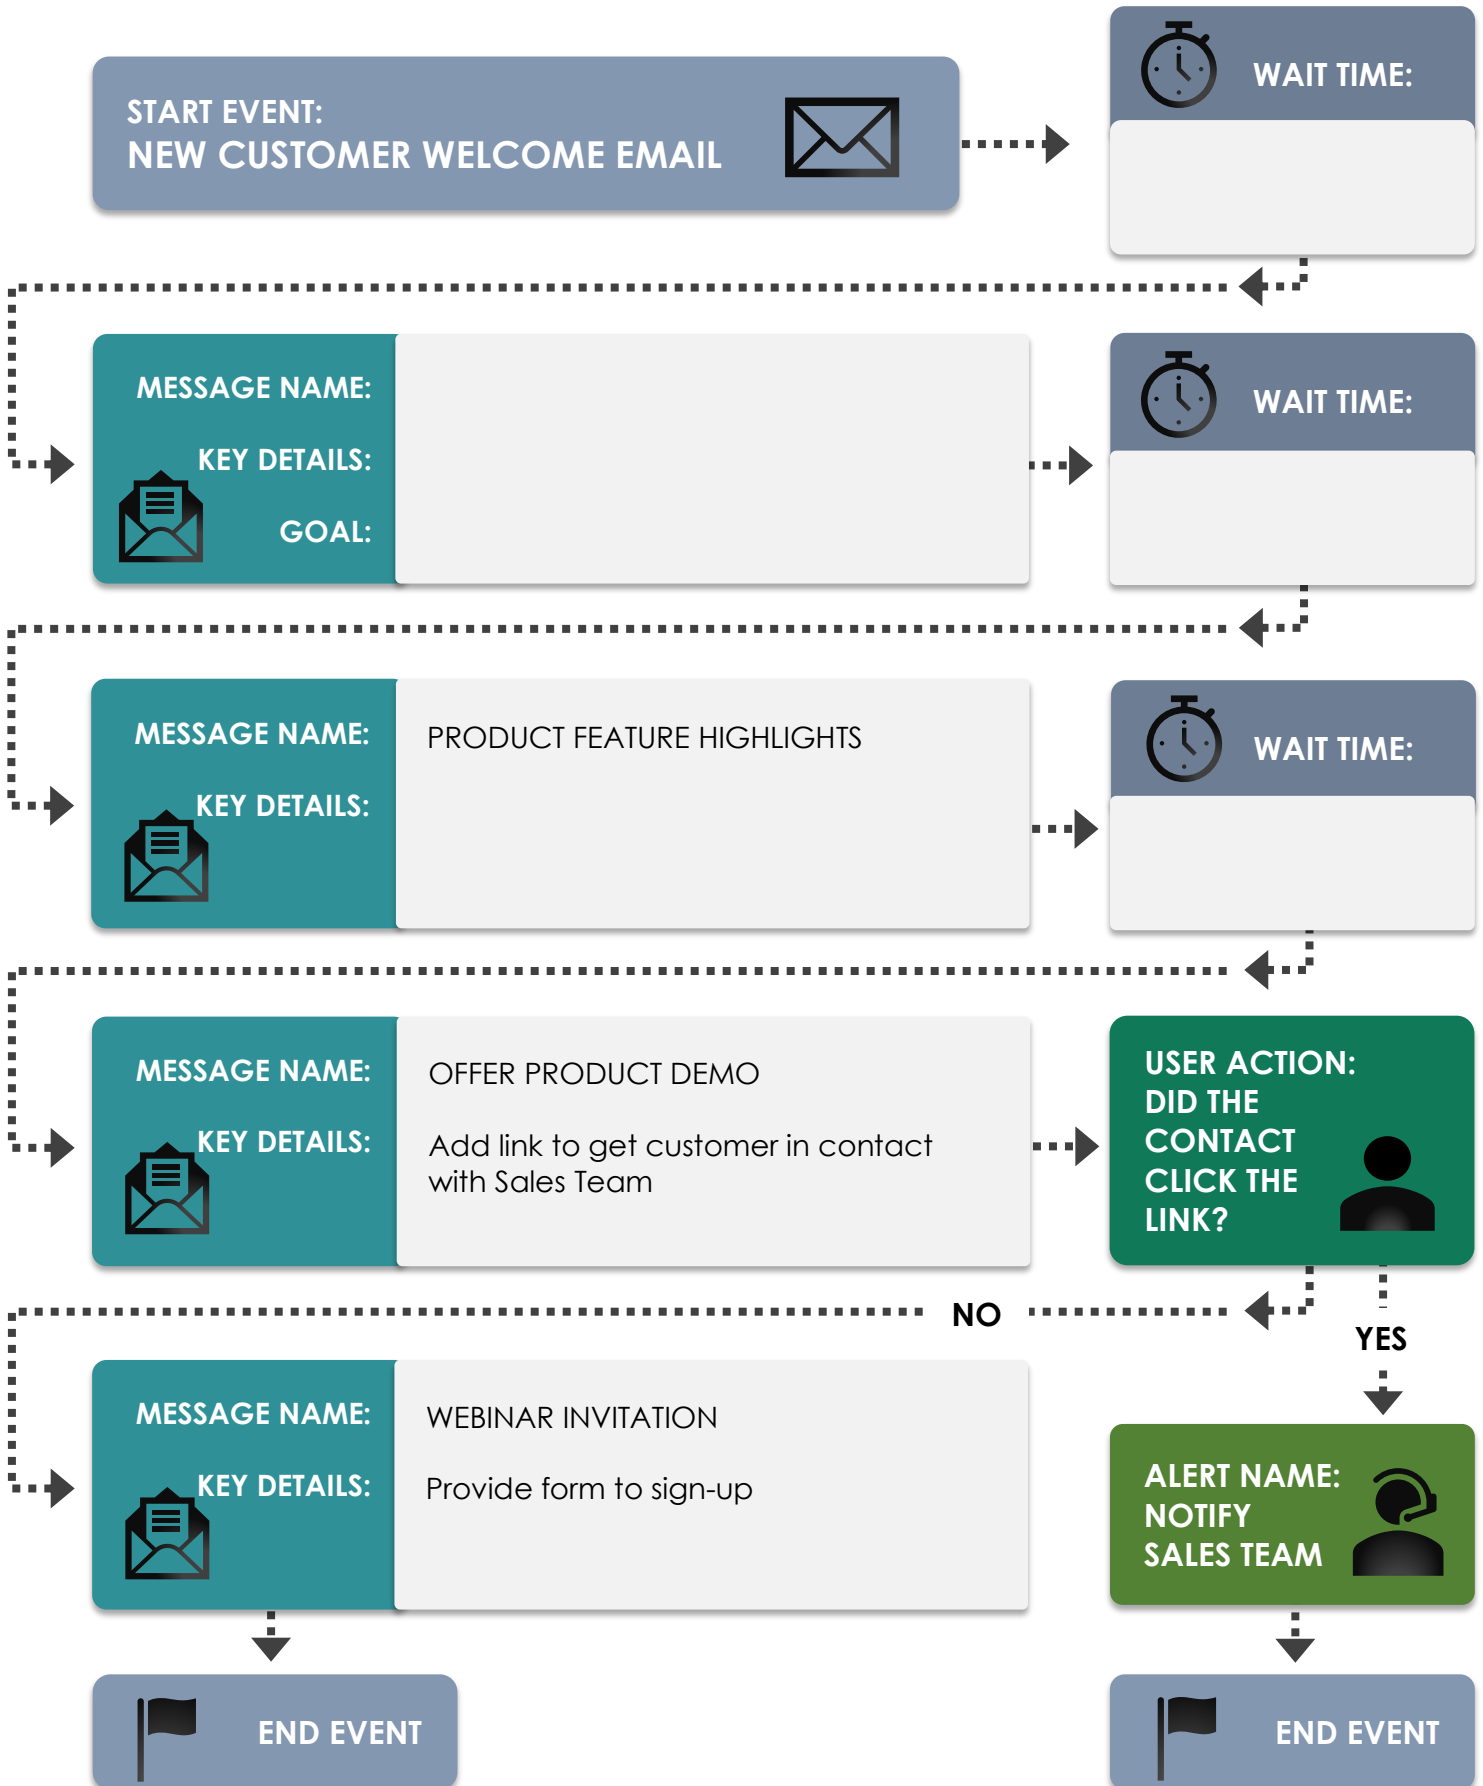 START EVENT:
NEW CUSTOMER WELCOME EMAIL
WAIT TIME:
MESSAGE NAME:
KEY DETAILS:
GOAL:
WAIT TIME:
MESSAGE NAME:
PRODUCT FEATURE HIGHLIGHTS
KEY DETAILS:
WAIT TIME:
MESSAGE NAME:
OFFER PRODUCT DEMO
KEY DETAILS:
Add link to get customer in contact
with Sales Team
USER ACTION:
DID THE
CONTACT
CLICK THE
LINK?
NO
YES
MESSAGE NAME:
WEBINAR INVITATION
KEY DETAILS:
Provide form to sign-up
ALERT NAME:
NOTIFY
SALES TEAM
END EVENT
END EVENT